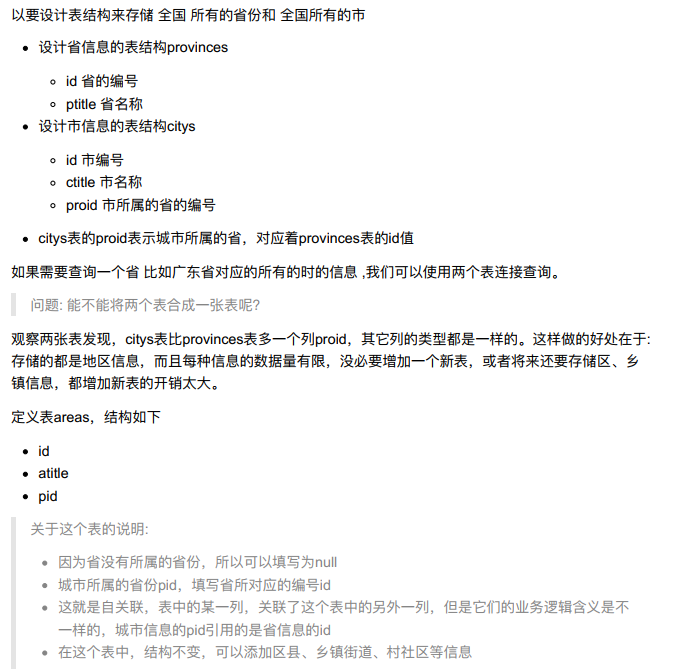 以要设计表结构来存储 全国 所有的省份和 全国所有的市
设计省信息的表结构provinces
id 省的编号
ptitle 省名称
设计市信息的表结构citys
id 市编号
ctitle 市名称
proid 市所属的省的编号
citys表的proid表示城市所属的省，对应着provinces表的id值
如果需要查询一个省 比如广东省对应的所有的时的信息 ,我们可以使用两个表连接查询。
问题: 能不能将两个表合成一张表呢?
观察两张表发现，citys表比provinces表多一个列proid，其它列的类型都是一样的。这样做的好处在于:
存储的都是地区信息，而且每种信息的数据量有限，没必要增加一个新表，或者将来还要存储区、乡
镇信息，都增加新表的开销太大。
定义表areas，结构如下
id
atitle
pid
关于这个表的说明:
因为省没有所属的省份，所以可以填写为null
城市所属的省份pid，填写省所对应的编号id
这就是自关联，表中的某一列，关联了这个表中的另外一列，但是它们的业务逻辑含义是不
一样的，城市信息的pid引用的是省信息的id
在这个表中，结构不变，可以添加区县、乡镇街道、村社区等信息